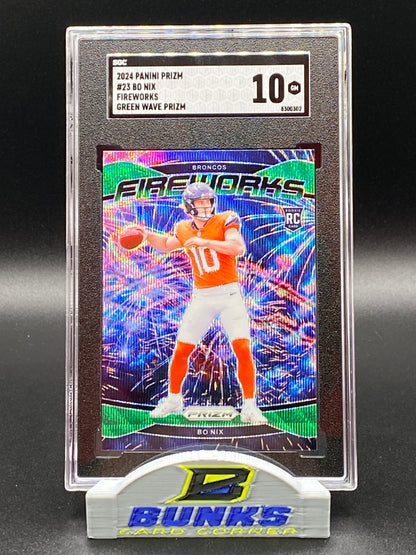 SGC
2024 PANINI PRIZM
#23 BO NIX
FIREWORKS
GREEN WAVE PRIZM
10 GM
8300302
BRONCOS
FIREWORKS
RC
10
PRIZM
BO NIX
B
BUNKS
CARD CORNER